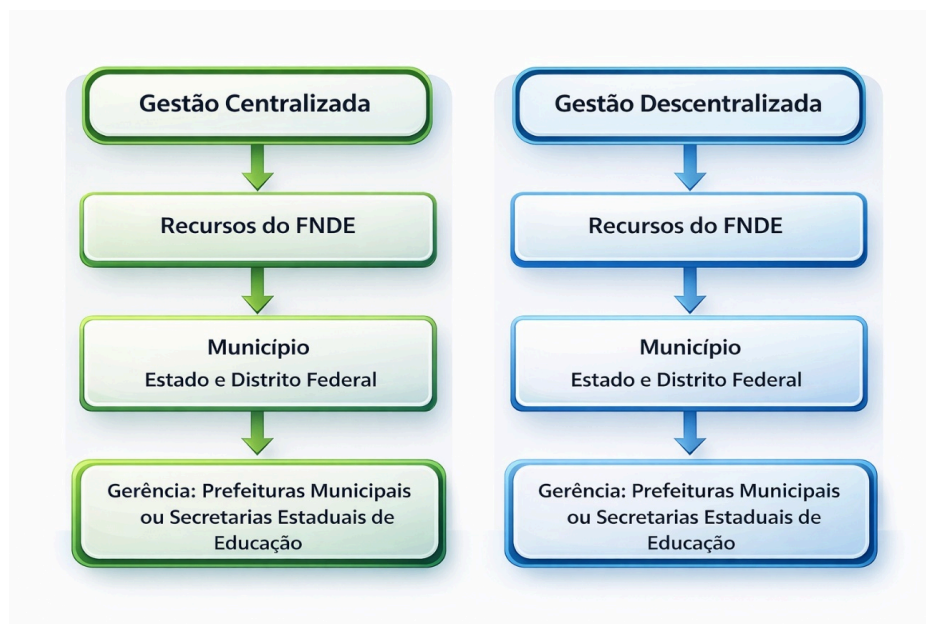 Gestão Centralizada
Recursos do FNDE
Município
Estado e Distrito Federal
Gerência: Prefeituras Municipais
ou Secretarias Estaduais de
Educação
Gestão Descentralizada
Recursos do FNDE
Município
Estado e Distrito Federal
Gerência: Prefeituras Municipais
ou Secretarias Estaduais de
Educação